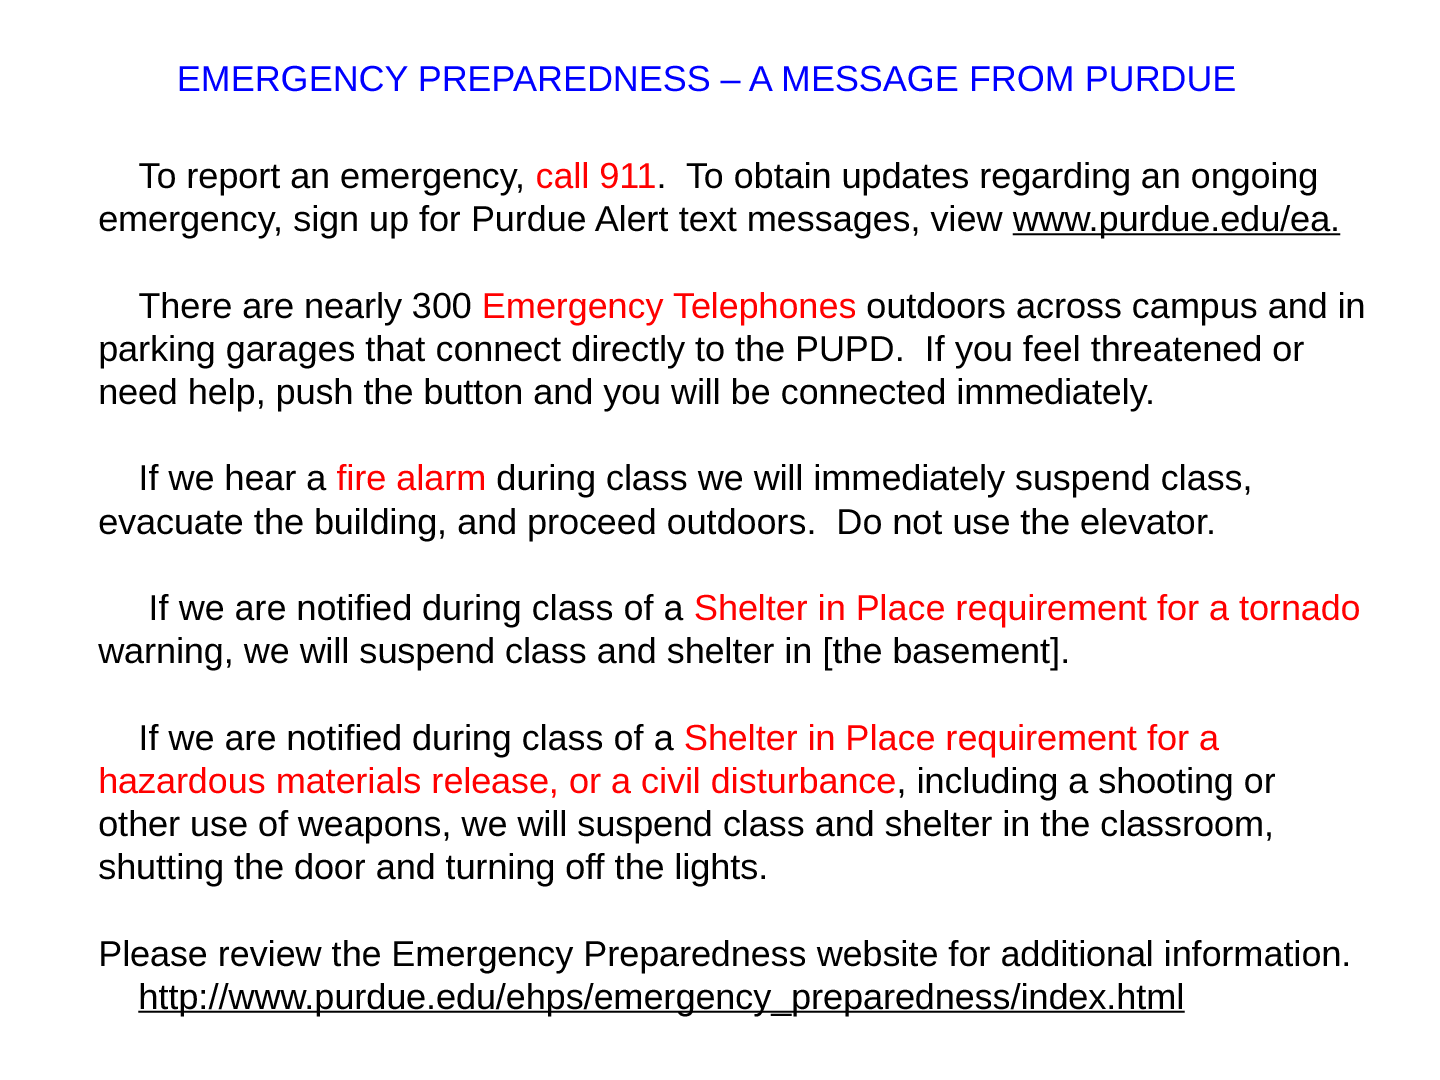 EMERGENCY PREPAREDNESS – A MESSAGE FROM PURDUE
To report an emergency, call 911.  To obtain updates regarding an ongoing
emergency, sign up for Purdue Alert text messages, view www.purdue.edu/ea.
There are nearly 300 Emergency Telephones outdoors across campus and in
parking garages that connect directly to the PUPD.  If you feel threatened or
need help, push the button and you will be connected immediately.
If we hear a fire alarm during class we will immediately suspend class,
evacuate the building, and proceed outdoors.  Do not use the elevator.
If we are notified during class of a Shelter in Place requirement for a tornado
warning, we will suspend class and shelter in [the basement].
If we are notified during class of a Shelter in Place requirement for a
hazardous materials release, or a civil disturbance, including a shooting or
other use of weapons, we will suspend class and shelter in the classroom,
shutting the door and turning off the lights.
Please review the Emergency Preparedness website for additional information.
http://www.purdue.edu/ehps/emergency_preparedness/index.html